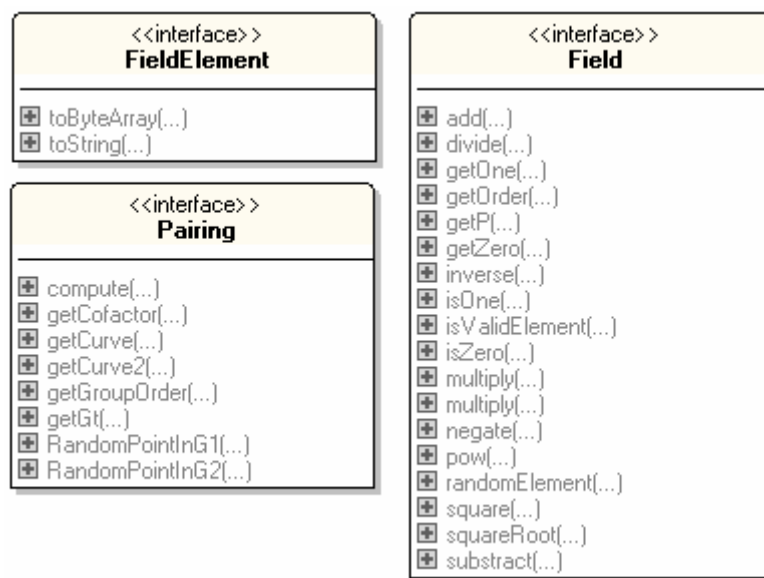 <<interface>>
FieldElement
toByteArray(...)
toString(...)
<<interface>>
Pairing
compute(...)
getCofactor(...)
getCurve(...)
getCurve2(...)
getGroupOrder(...)
getGt(...)
RandomPointInG1(...)
RandomPointInG2(...)
<<interface>>
Field
add(...)
divide(...)
getOne(...)
getOrder(...)
getP(...)
getZero(...)
inverse(...)
isOne(...)
isValidElement(...)
isZero(...)
multiply(...)
multiply(...)
negate(...)
pow(...)
randomElement(...)
square(...)
squareRoot(...)
substract(...)